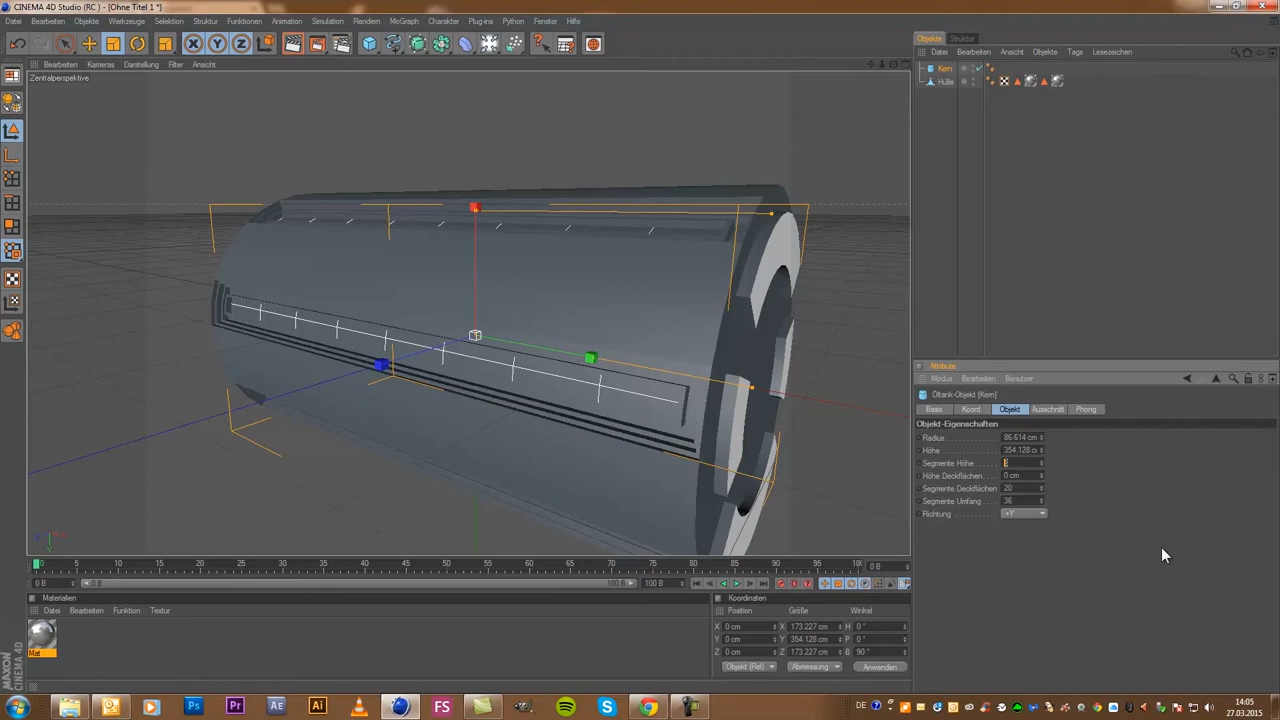 CINEMA 4D Studio (RC ) - [Ohne Titel 1 *]
Datei Bearbeiten Objekte Werkzeuge Selektion Struktur Funktionen Animation Simulation Rendern MoGraph Charakter Plug-ins Python Fenster Hilfe
Bearbeiten Kameras Darstellung Filter Ansicht
Zentralperspektive
Objekte Struktur
Datei Bearbeiten Ansicht Objekte Tags Lesezeichen
Kern
Hülle
Attribute
Modus Bearbeiten Benutzer
Öltank-Objekt [Kern]
Basis Koord Objekt Ausschnitt Phong
Objekt-Eigenschaften
Radius 86.614 cm
Höhe 354.128 c
Segmente Höhe
Höhe Deckflächen 0 cm
Segmente Deckflächen 20
Segmente Umfang 36
Richtung +Y
0 5 10 15 20 25 30 35 40 45 50 55 60 65 70 75 80 85 90 95 100 0 B
0 B 0 B 100 B 100 B
Materialien
Datei Bearbeiten Funktion Textur
Mat
Koordinaten
Position Größe Winkel
X 0 cm X 173.227 cm H 0 °
Y 0 cm Y 354.128 cm P 0 °
Z 0 cm Z 173.227 cm B 90 °
Objekt (Rel) Abmessung Anwenden
MAXON CINEMA 4D
Ps Pr Ae Ai FS
DE
14:05
27.03.2015